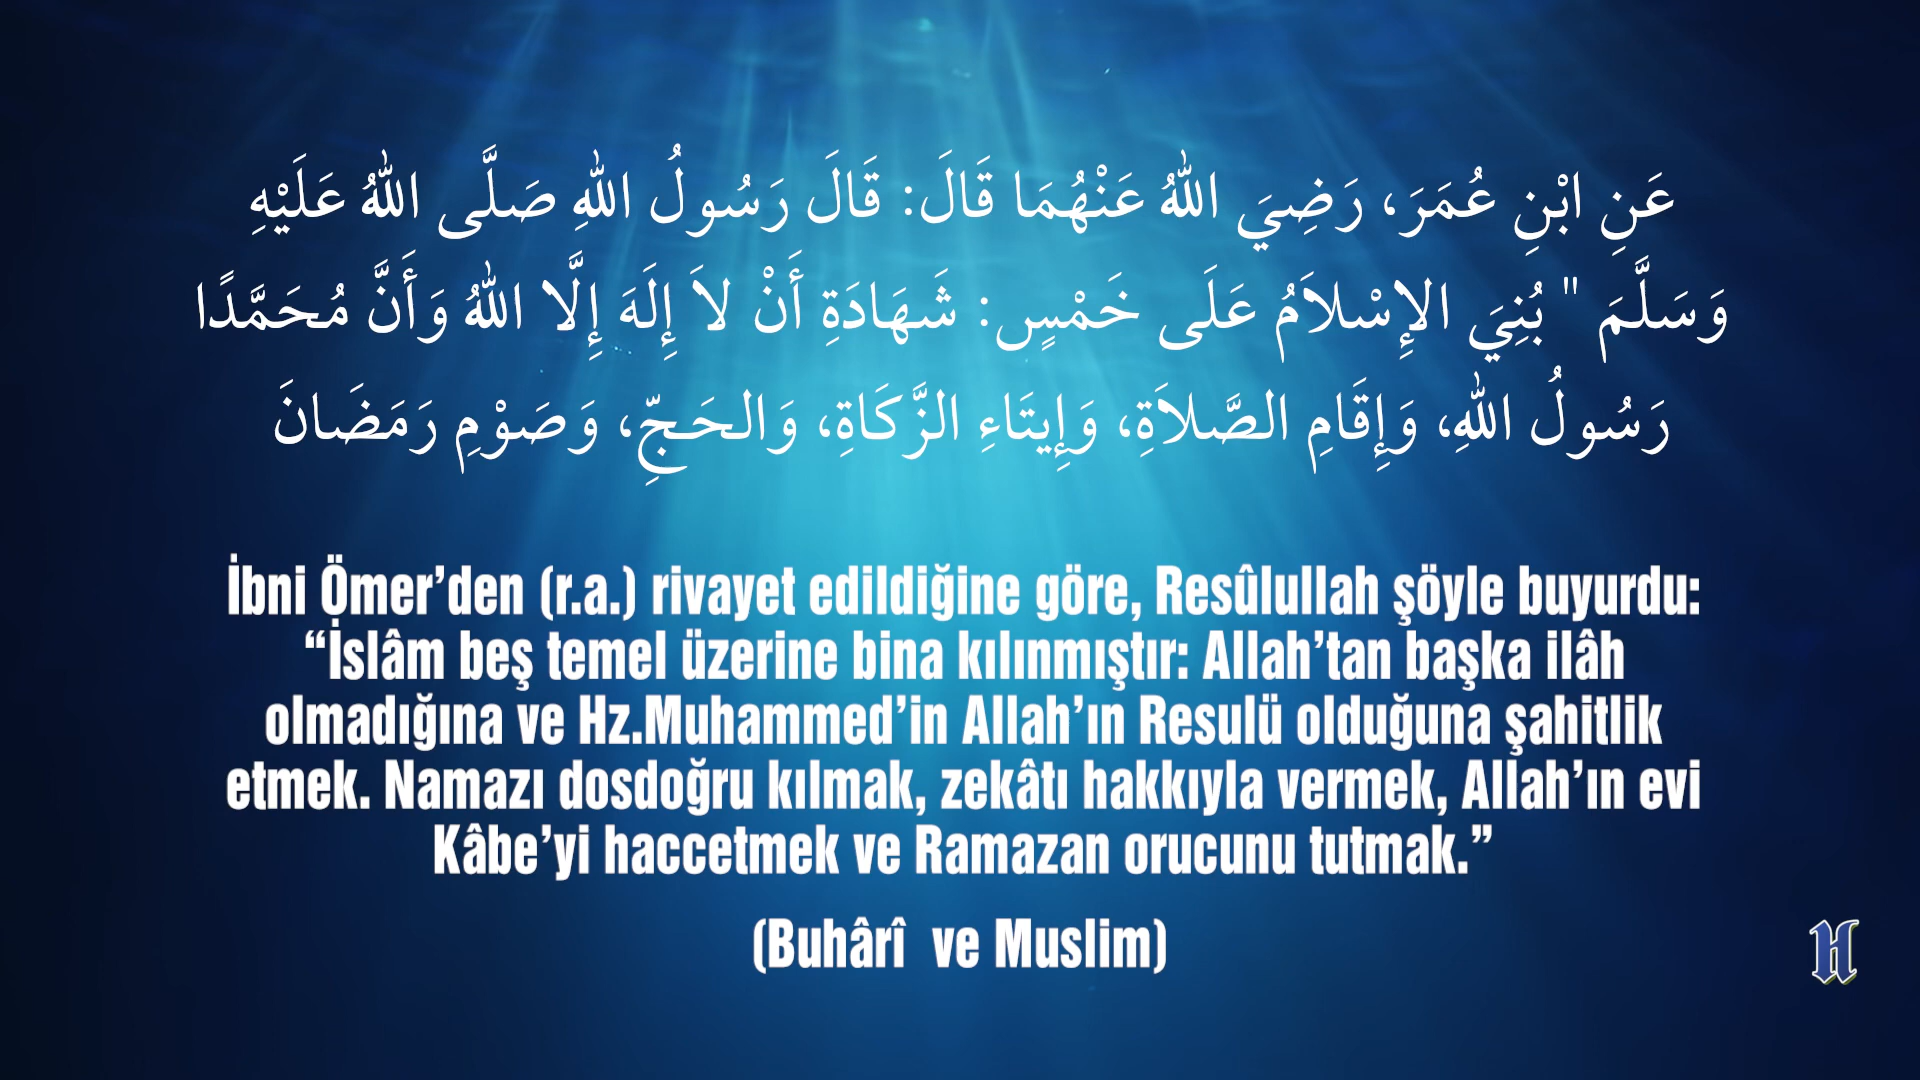 عَنِ ابْنِ عُمَرَ، رَضِيَ اللهُ عَنْهُمَا قَالَ: قَالَ رَسُولُ اللهِ صَلَّى اللهُ عَلَيْهِ
وَسَلَّمَ " بُنِيَ الإِسْلاَمُ عَلَى خَمْسٍ: شَهَادَةِ أَنْ لاَ إِلَهَ إِلَّا اللهُ وَأَنَّ مُحَمَّدًا
رَسُولُ اللهِ، وَإِقَامِ الصَّلاَةِ، وَإِيتَاءِ الزَّكَاةِ، وَالحَجِّ، وَصَوْمِ رَمَضَانَ
İbni Ömer’den (r.a.) rivayet edildiğine göre, Resûlullah şöyle buyurdu:
“İslâm beş temel üzerine bina kılınmıştır: Allah’tan başka ilâh
olmadığına ve Hz.Muhammed’in Allah’ın Resulü olduğuna şahitlik
etmek. Namazı dosdoğru kılmak, zekâtı hakkıyla vermek, Allah’ın evi
Kâbe’yi haccetmek ve Ramazan orucunu tutmak.”
(Buhârî  ve Muslim)
H